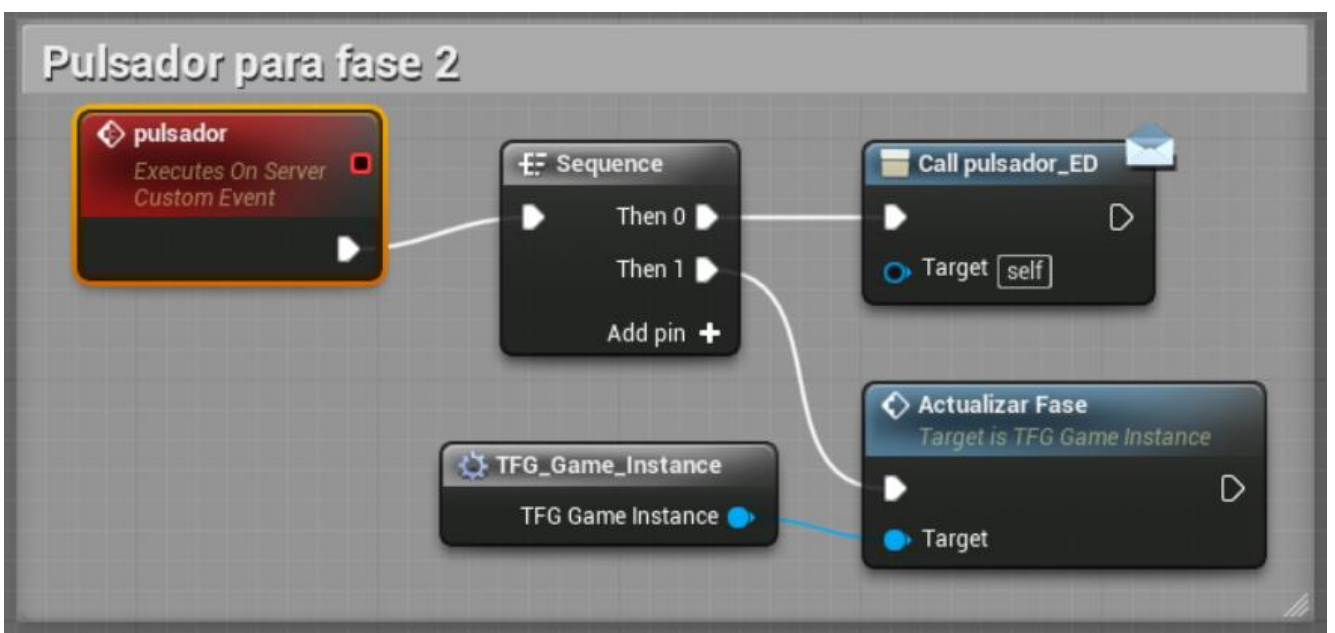 Pulsador para fase 2
pulsador
Executes On Server
Custom Event
Sequence
Then 0
Then 1
Add pin
Call pulsador_ED
Target self
TFG_Game_Instance
TFG Game Instance
Actualizar Fase
Target is TFG Game Instance
Target